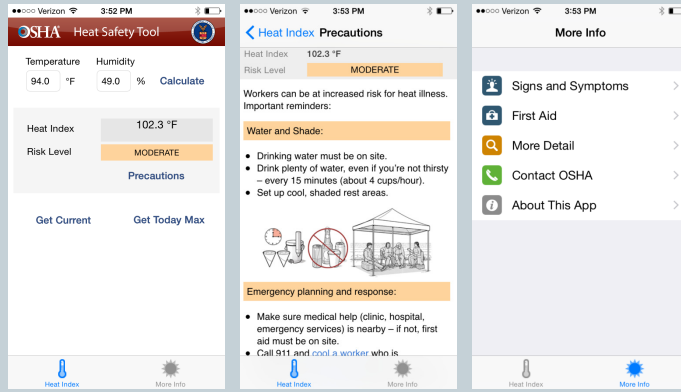 ●●○○○ Verizon 3:52 PM
OSHA Heat Safety Tool
Temperature Humidity
94.0 °F 49.0 % Calculate
Heat Index 102.3 °F
Risk Level MODERATE
Precautions
Get Current Get Today Max
Heat Index More Info
●●○○○ Verizon 3:53 PM
Heat Index Precautions
Heat Index 102.3 °F
Risk Level MODERATE
Workers can be at increased risk for heat illness.
Important reminders:
Water and Shade:
● Drinking water must be on site.
● Drink plenty of water, even if you're not thirsty
– every 15 minutes (about 4 cups/hour).
● Set up cool, shaded rest areas.
Emergency planning and response:
● Make sure medical help (clinic, hospital,
emergency services) is nearby – if not, first
aid must be on site.
● Call 911 and cool a worker who is
Heat Index More Info
●●○○○ Verizon 3:53 PM
More Info
Signs and Symptoms
First Aid
More Detail
Contact OSHA
About This App
Heat Index More Info